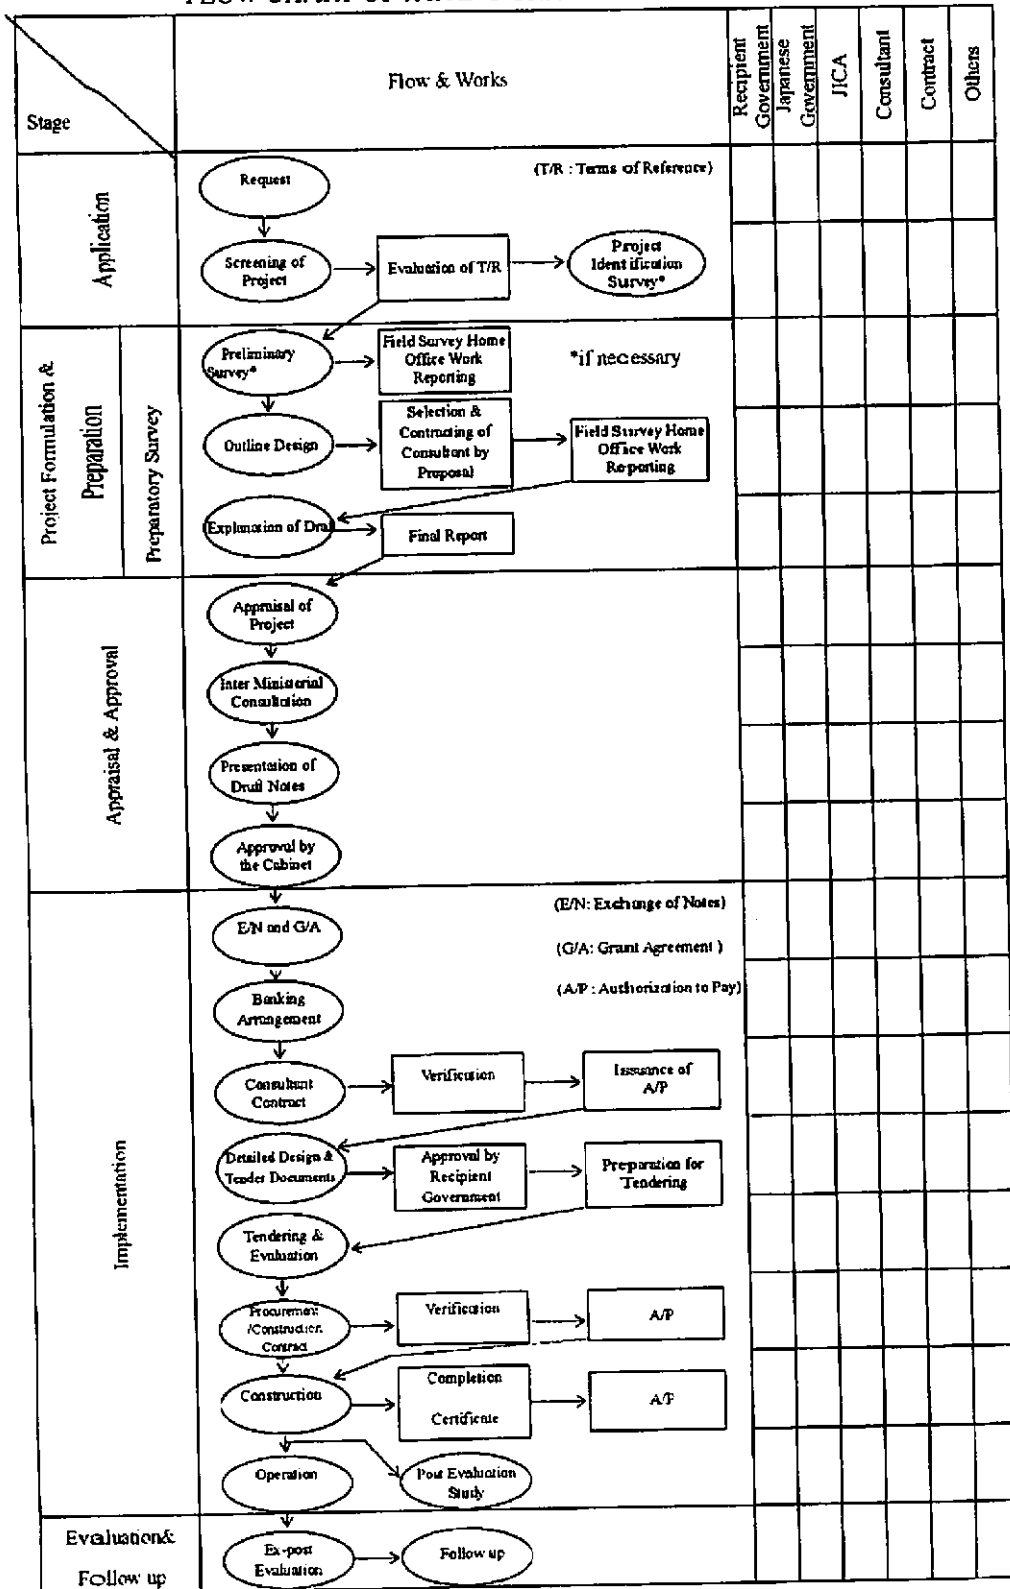 Stage
Flow & Works
Recipient
Government
Japanese
Government
JICA
Consultant
Contract
Others
Application
Request
(T/R : Terms of Reference)
Screening of
Project
Evaluation of T/R
Project
Identification
Survey*
Project Formulation &
Preparation
Preparatory Survey
Preliminary
Survey*
Field Survey Home
Office Work
Reporting
*if necessary
Outline Design
Selection &
Contracting of
Consultant by
Proposal
Field Survey Home
Office Work
Reporting
Explanation of Draf
Final Report
Appraisal & Approval
Appraisal of
Project
Inter Ministerial
Consultation
Presentation of
Draft Notes
Approval by
the Cabinet
Implementation
E/N and G/A
(E/N: Exchange of Notes)
(G/A: Grant Agreement )
(A/P : Authorization to Pay)
Banking
Arrangement
Consultant
Contract
Verification
Issuance of
A/P
Detailed Design &
Tender Documents
Approval by
Recipient
Government
Preparation for
Tendering
Tendering &
Evaluation
Procurement
/Construction
Contract
Verification
A/P
Construction
Completion
Certificate
A/P
Operation
Post Evaluation
Study
Evaluation&
Follow up
Ex-post
Evaluation
Follow up